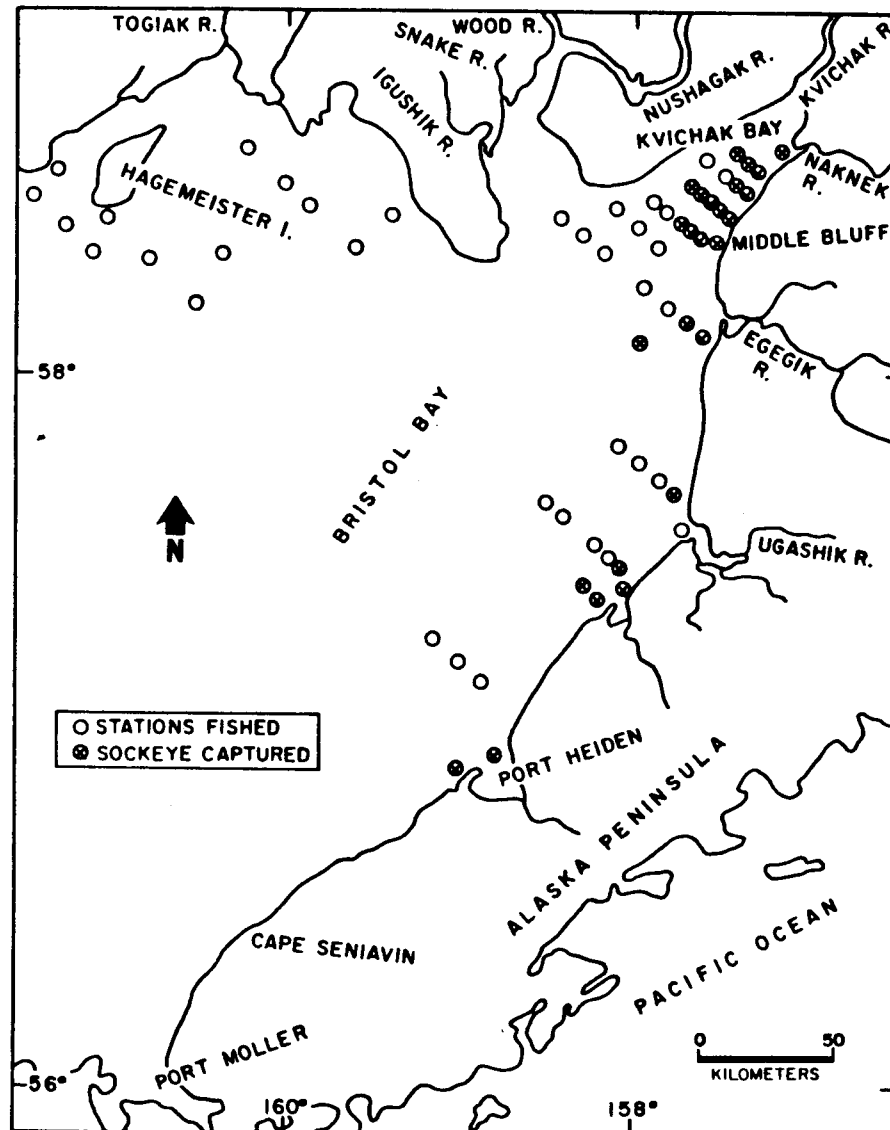 TOGIAK R.
WOOD R.
SNAKE R.
IGUSHIK R.
NUSHAGAK R.
KVICHAK R.
KVICHAK BAY
NAKNEK
R.
HAGEMEISTER I.
MIDDLE BLUFF
EGEGIK
R.
58°
BRISTOL BAY
N
UGASHIK R.
STATIONS FISHED
SOCKEYE CAPTURED
PORT HEIDEN
ALASKA PENINSULA
CAPE SENIAVIN
PACIFIC OCEAN
PORT MOLLER
0 50
KILOMETERS
56°
160°
158°